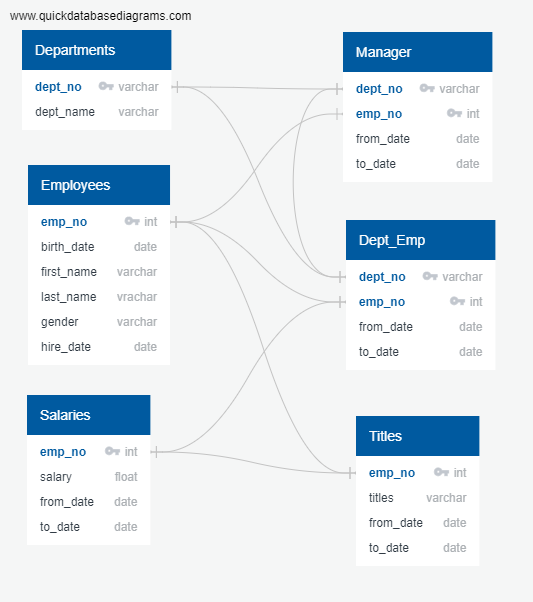 www.quickdatabasediagrams.com
Departments
dept_no varchar
dept_name varchar
Manager
dept_no varchar
emp_no int
from_date date
to_date date
Employees
emp_no int
birth_date date
first_name varchar
last_name vrachar
gender varchar
hire_date date
Dept_Emp
dept_no varchar
emp_no int
from_date date
to_date date
Salaries
emp_no int
salary float
from_date date
to_date date
Titles
emp_no int
titles varchar
from_date date
to_date date